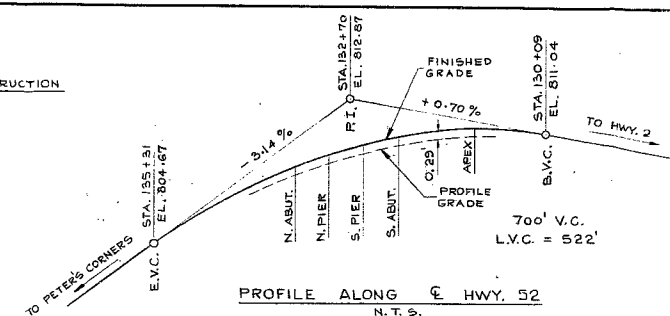 RUCTION
STA. 132+70
EL. 812.87
P.I.
FINISHED
GRADE
STA. 130+09
EL. 811.04
B.V.C.
+ 0.70 %
- 3.14 %
TO HWY. 2
STA. 135+31
EL. 804.67
E.V.C.
N. ABUT.
N. PIER
S. PIER
S. ABUT.
0.29'
APEX
PROFILE
GRADE
700' V.C.
L.V.C. = 522'
TO PETER'S CORNERS
PROFILE ALONG ℄ HWY. 52
N.T.S.